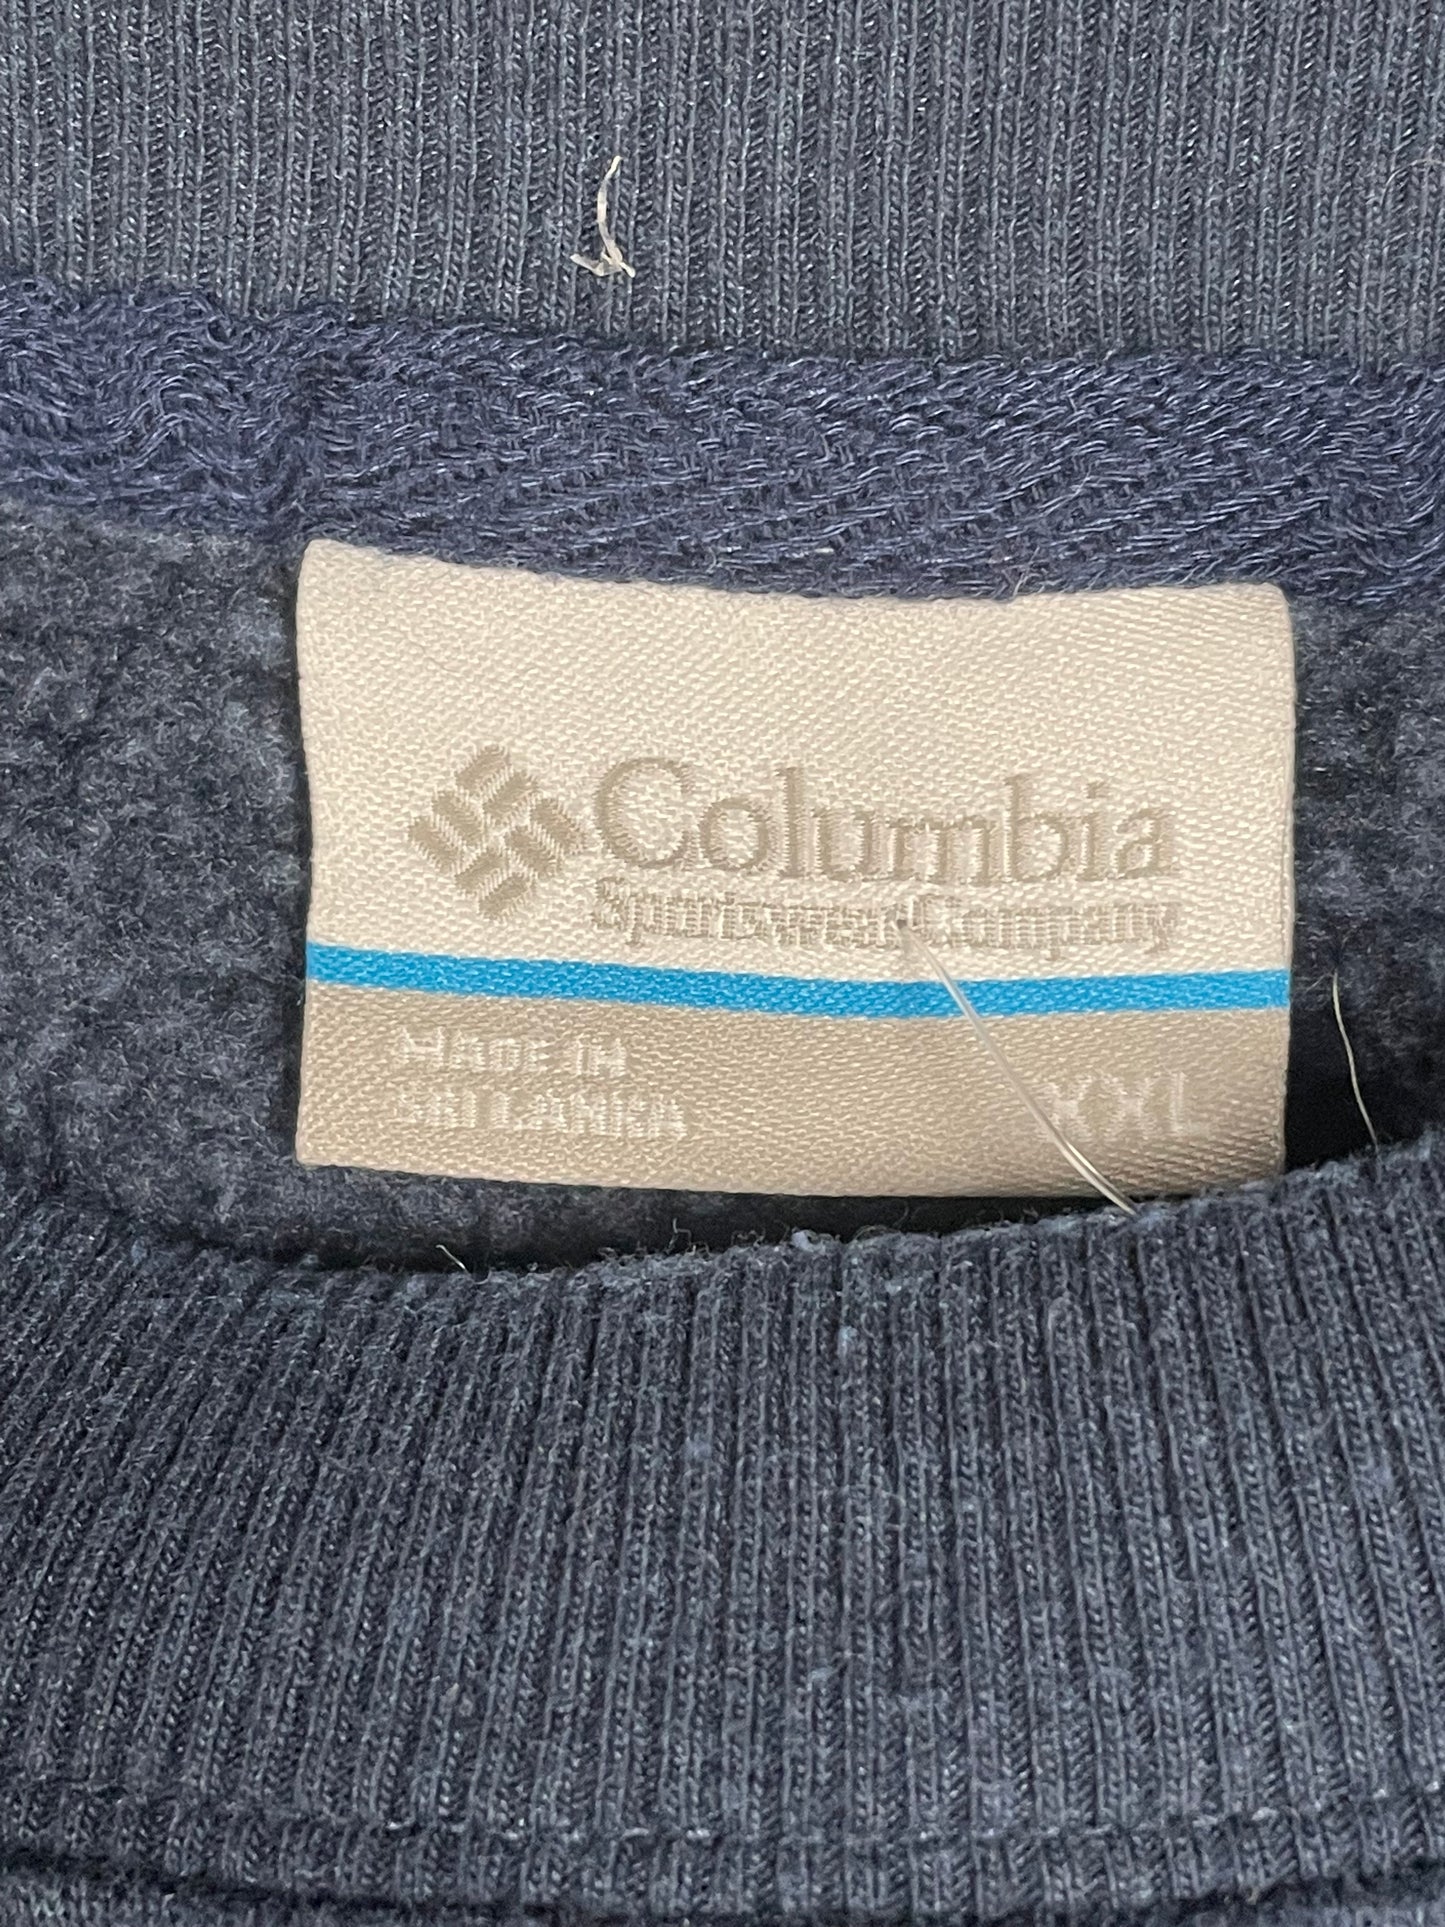 Columbia
Sportswear Company
MADE IN
SRI LANKA
XXL